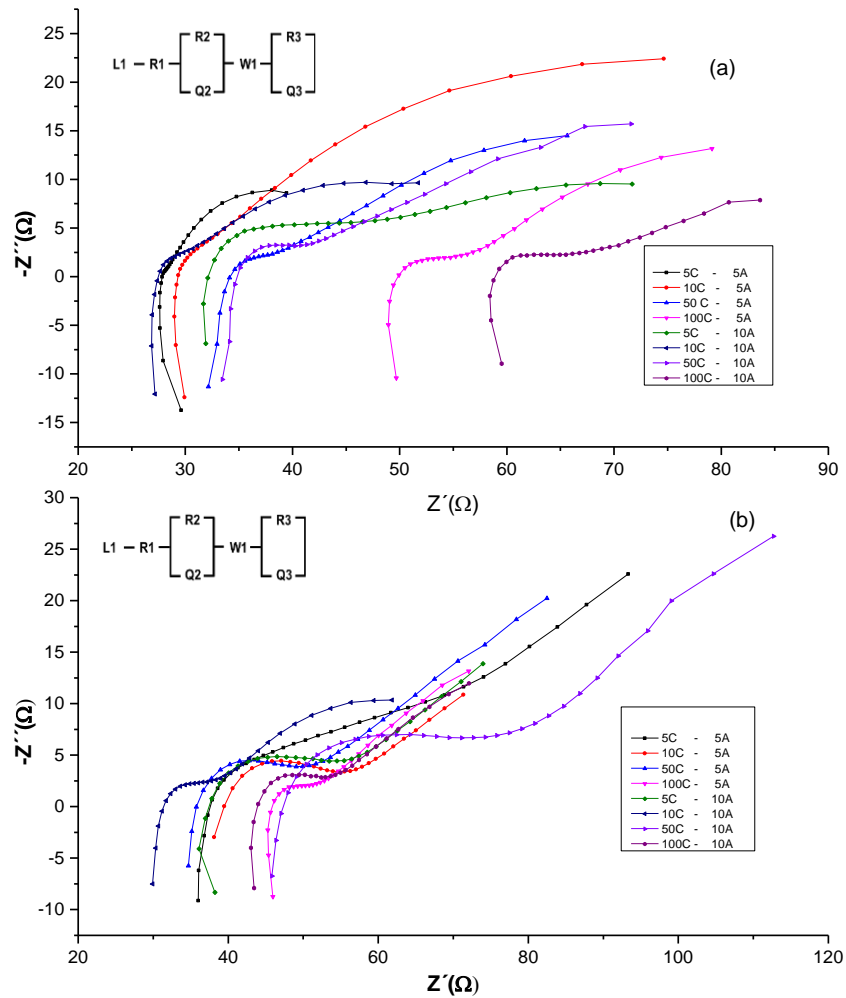 25
20
15
10
5
0
-5
-10
-15
-Z´´(Ω)
R2
R3
L1
R1
W1
Q2
Q3
(a)
5C - 5A
10C - 5A
50 C - 5A
100C - 5A
5C - 10A
10C - 10A
50C - 10A
100C - 10A
20 30 40 50 60 70 80 90
Z´(Ω)
30
25
20
15
10
5
0
-5
-10
-Z´´(Ω)
R2
R3
L1
R1
W1
Q2
Q3
(b)
5C - 5A
10C - 5A
50C - 5A
100C - 5A
5C - 10A
10C - 10A
50C - 10A
100C - 10A
20 40 60 80 100 120
Z´(Ω)